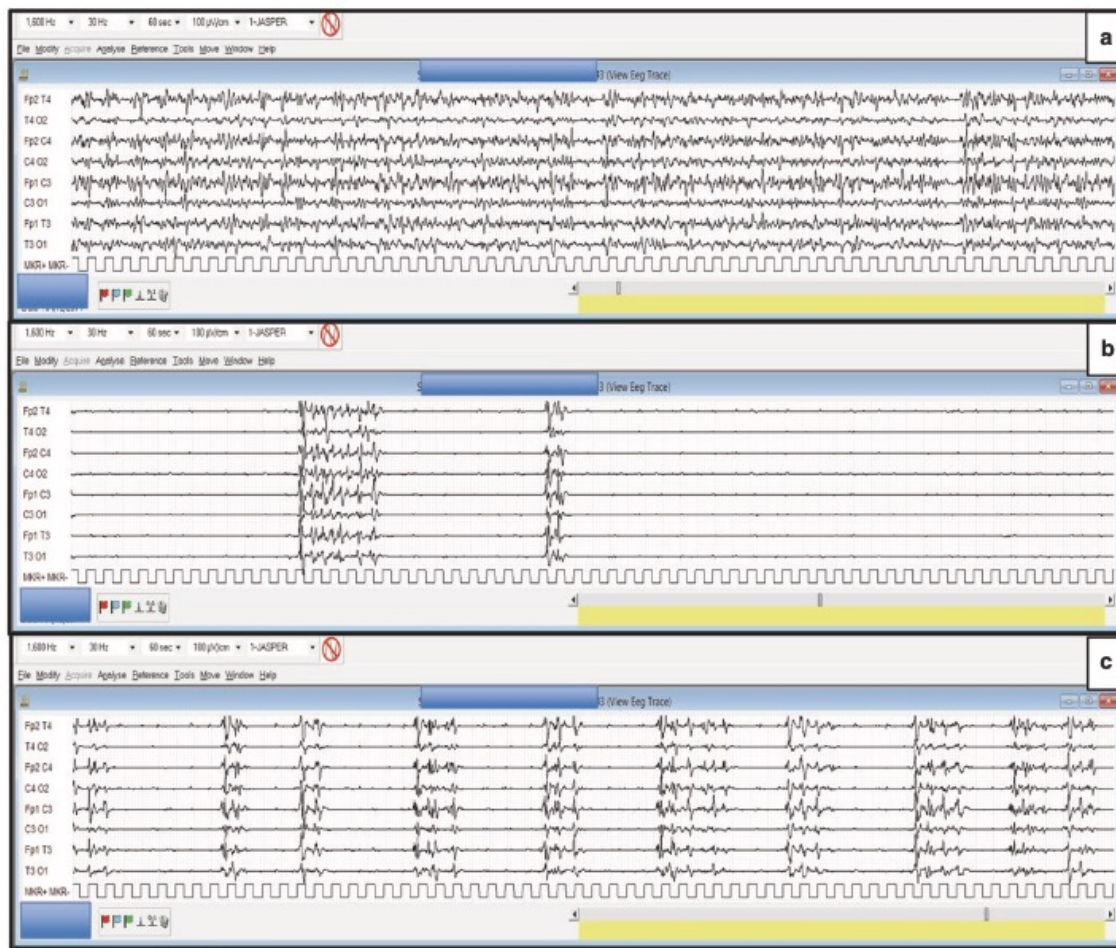 1,600 Hz 30 Hz 60 sec 100 µV/cm 1-JASPER
a
File Modify Acquire Analyse Reference Tools Move Window Help
(View Eeg Trace)
Fp2 T4
T4 O2
Fp2 C4
C4 O2
Fp1 C3
C3 O1
Fp1 T3
T3 O1
MKR+ MKR-
1,600 Hz 30 Hz 60 sec 100 µV/cm 1-JASPER
b
File Modify Acquire Analyse Reference Tools Move Window Help
(View Eeg Trace)
Fp2 T4
T4 O2
Fp2 C4
C4 O2
Fp1 C3
C3 O1
Fp1 T3
T3 O1
MKR+ MKR-
1,600 Hz 30 Hz 60 sec 100 µV/cm 1-JASPER
c
File Modify Acquire Analyse Reference Tools Move Window Help
(View Eeg Trace)
Fp2 T4
T4 O2
Fp2 C4
C4 O2
Fp1 C3
C3 O1
Fp1 T3
T3 O1
MKR+ MKR-